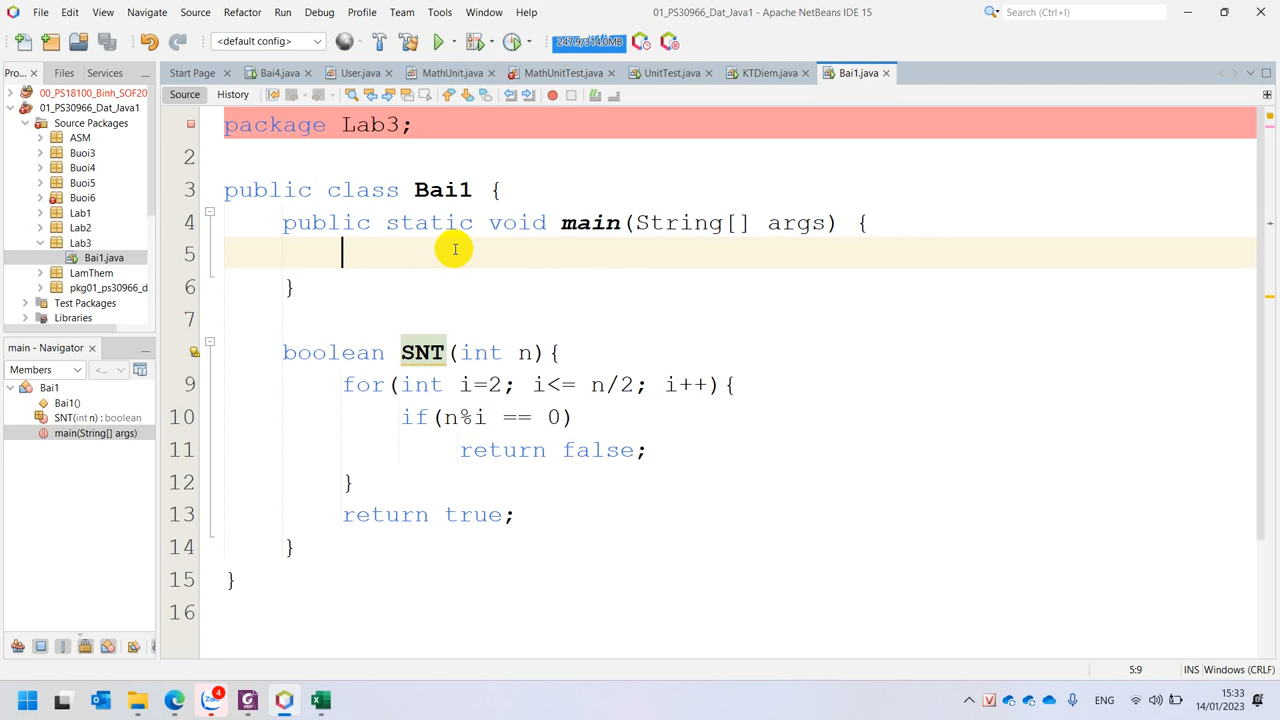 File Edit View Navigate Source Refactor Run Debug Profile Team Tools Window Help
01_PS30966_Dat_Java1 - Apache NetBeans IDE 15
Search (Ctrl+I)
<default config>
247.9/314.0MB
Pro... Files Services
Start Page Bai4.java User.java MathUnit.java MathUnitTest.java UnitTest.java KTDiem.java Bai1.java
Source History
00_PS18100_Binh_SOF20
01_PS30966_Dat_Java1
Source Packages
ASM
Buoi3
Buoi4
Buoi5
Buoi6
Lab1
Lab2
Lab3
Bai1.java
LamThem
pkg01_ps30966_d
Test Packages
Libraries
main - Navigator
Members
<...
Bai1
Bai1()
SNT(int n) : boolean
main(String[] args)
package Lab3;
2
3 public class Bai1 {
4 public static void main(String[] args) {
5
6 }
7
boolean SNT(int n){
9 for(int i=2; i<= n/2; i++){
10 if(n%i == 0)
11 return false;
12 }
13 return true;
14 }
15 }
16
5:9 INS Windows (CRLF)
4
Zalo
ENG
15:33
14/01/2023